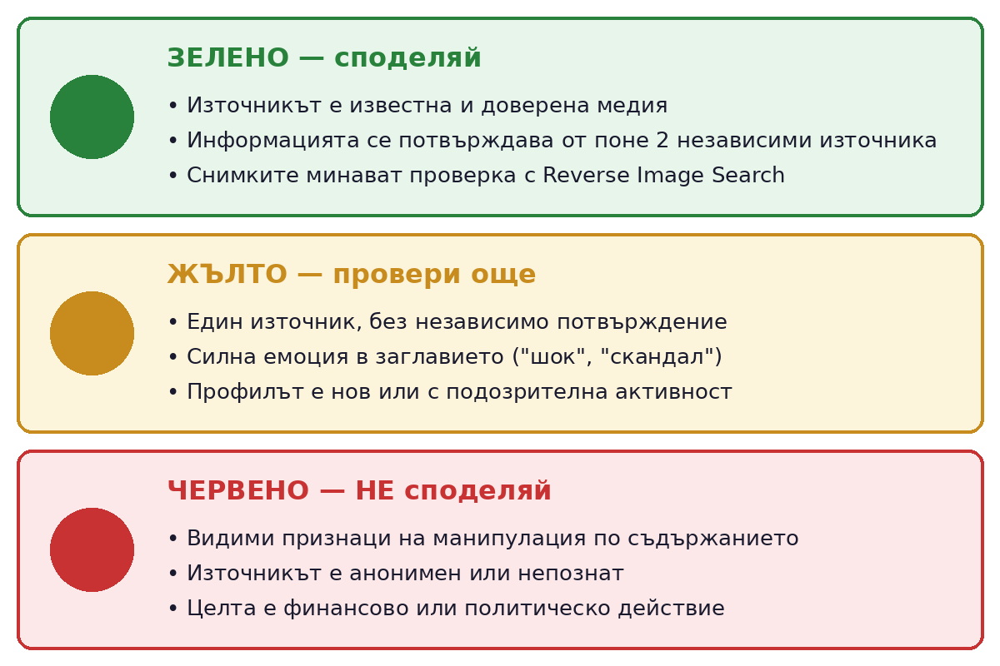 ЗЕЛЕНО — споделяй
• Източникът е известна и доверена медия
• Информацията се потвърждава от поне 2 независими източника
• Снимките минават проверка с Reverse Image Search
ЖЪЛТО — провери още
• Един източник, без независимо потвърждение
• Силна емоция в заглавието ("шок", "скандал")
• Профилът е нов или с подозрителна активност
ЧЕРВЕНО — НЕ споделяй
• Видими признаци на манипулация по съдържанието
• Източникът е анонимен или непознат
• Целта е финансово или политическо действие